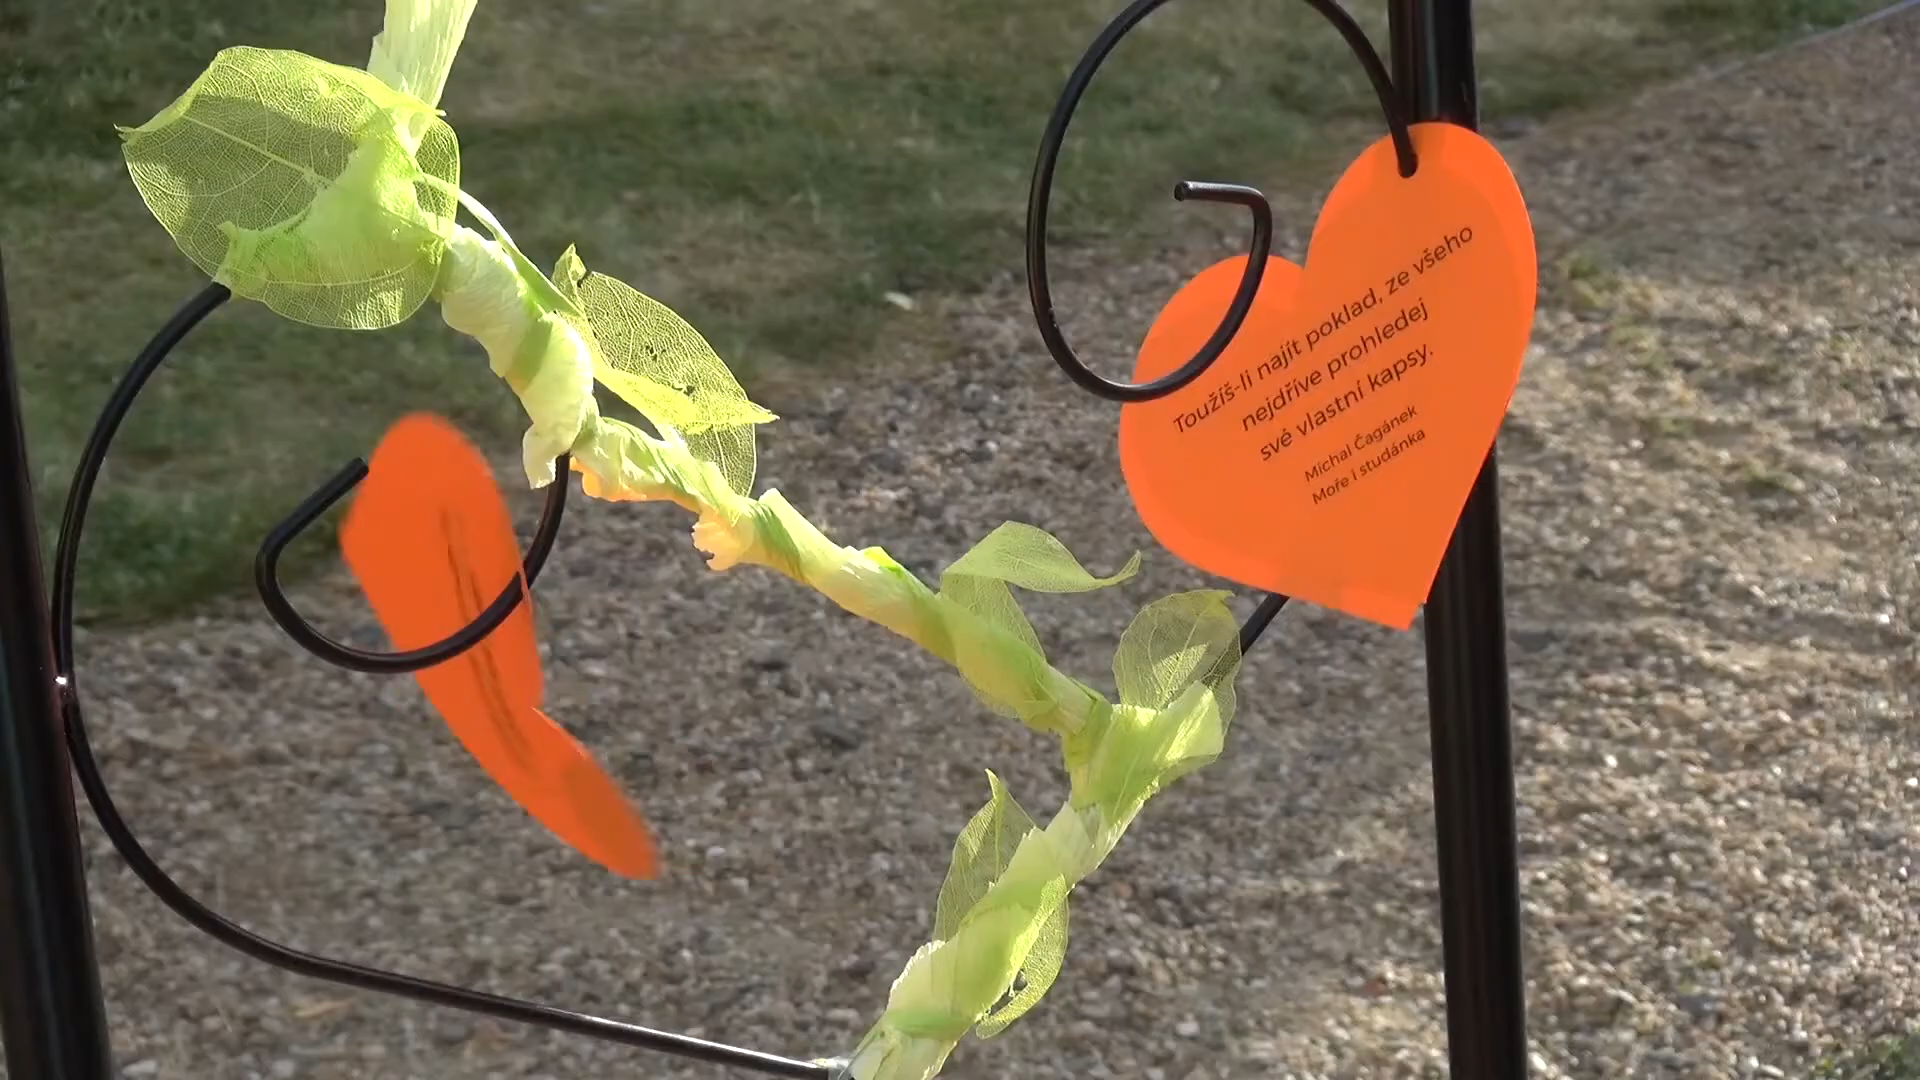 Toužíš-li najít poklad, ze všeho
nejdříve prohledej
své vlastní kapsy.
Michal Čagánek
Moře i studánka